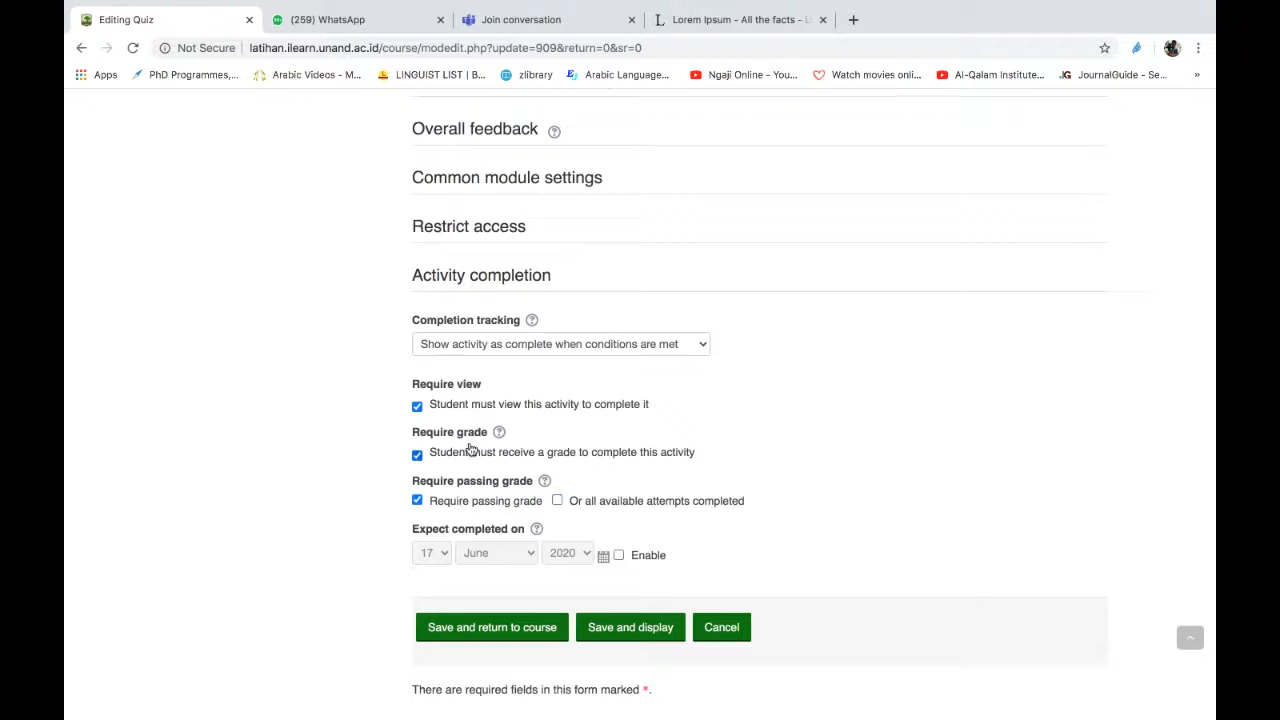 Editing Quiz
(259) WhatsApp
Join conversation
Lorem Ipsum - All the facts - L
Not Secure
latihan.ilearn.unand.ac.id/course/modedit.php?update=909&return=0&sr=0
Apps
PhD Programmes,...
Arabic Videos - M...
LINGUIST LIST | B...
zlibrary
Arabic Language...
Ngaji Online - You...
Watch movies onli...
Al-Qalam Institute...
JournalGuide - Se...
»
Overall feedback
Common module settings
Restrict access
Activity completion
Completion tracking
Show activity as complete when conditions are met
Require view
Student must view this activity to complete it
Require grade
Student must receive a grade to complete this activity
Require passing grade
Require passing grade Or all available attempts completed
Expect completed on
17 June 2020 Enable
Save and return to course Save and display Cancel
There are required fields in this form marked *.